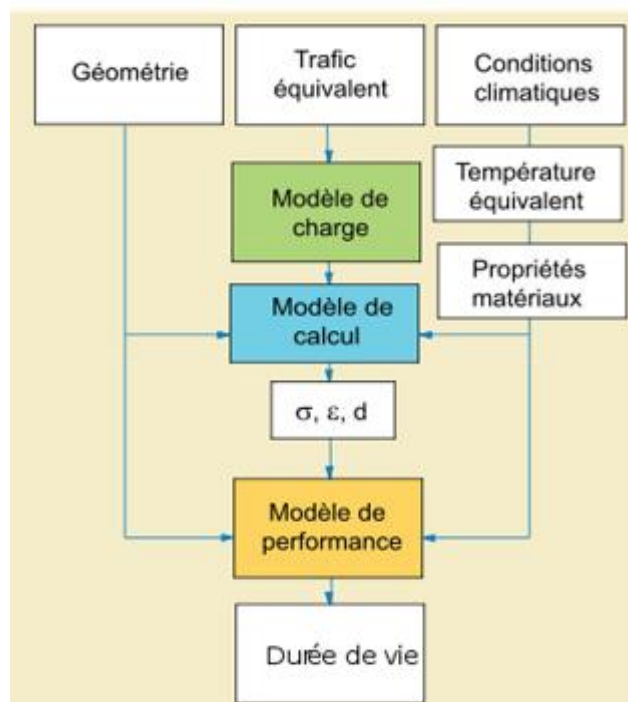 Géométrie
Trafic
équivalent
Conditions
climatiques
Température
équivalent
Modèle de
charge
Propriétés
matériaux
Modèle de
calcul
σ, ε, d
Modèle de
performance
Durée de vie